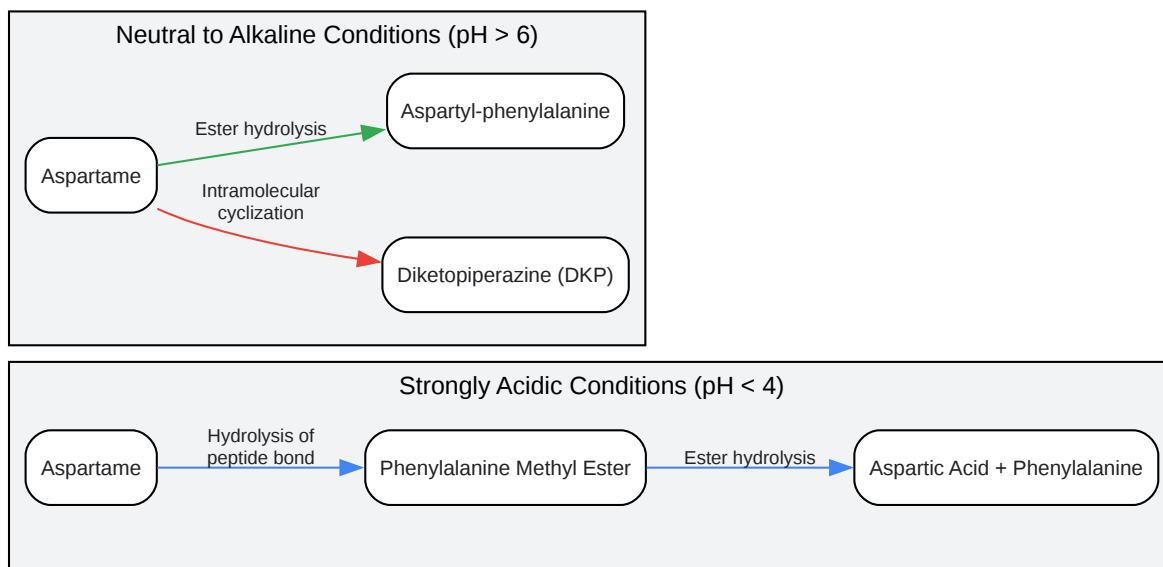 Neutral to Alkaline Conditions (pH > 6)
Aspartame
Ester hydrolysis
Aspartyl-phenylalanine
Intramolecular
cyclization
Diketopiperazine (DKP)
Strongly Acidic Conditions (pH < 4)
Aspartame
Hydrolysis of
peptide bond
Phenylalanine Methyl Ester
Ester hydrolysis
Aspartic Acid + Phenylalanine